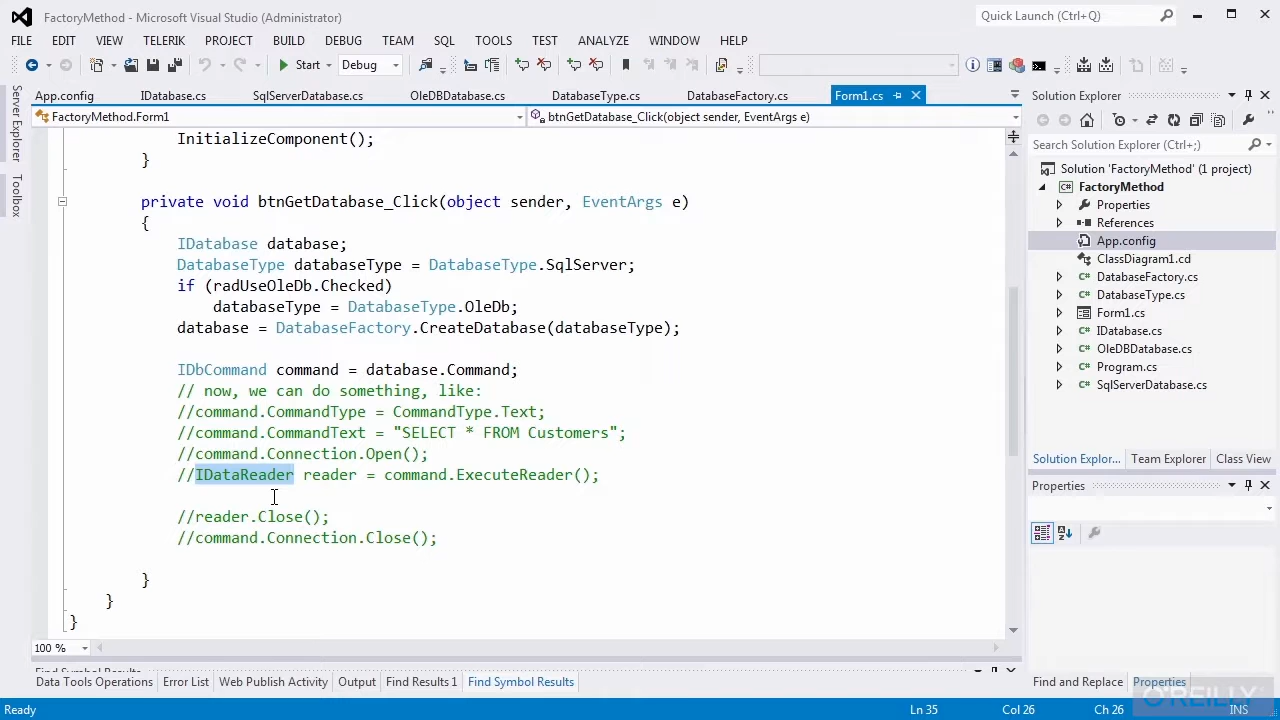 FactoryMethod - Microsoft Visual Studio (Administrator)
Quick Launch (Ctrl+Q)
FILE EDIT VIEW TELERIK PROJECT BUILD DEBUG TEAM SQL TOOLS TEST ANALYZE WINDOW HELP
Start Debug
Server Explorer
Toolbox
App.config IDatabase.cs SqlServerDatabase.cs OleDBDatabase.cs DatabaseType.cs DatabaseFactory.cs Form1.cs
FactoryMethod.Form1 btnGetDatabase_Click(object sender, EventArgs e)
InitializeComponent();
}
private void btnGetDatabase_Click(object sender, EventArgs e)
{
IDatabase database;
DatabaseType databaseType = DatabaseType.SqlServer;
if (radUseOleDb.Checked)
databaseType = DatabaseType.OleDb;
database = DatabaseFactory.CreateDatabase(databaseType);
IDbCommand command = database.Command;
// now, we can do something, like:
//command.CommandType = CommandType.Text;
//command.CommandText = "SELECT * FROM Customers";
//command.Connection.Open();
//IDataReader reader = command.ExecuteReader();
//reader.Close();
//command.Connection.Close();
}
}
}
100 %
Solution Explorer
Search Solution Explorer (Ctrl+;)
Solution 'FactoryMethod' (1 project)
FactoryMethod
Properties
References
App.config
ClassDiagram1.cd
DatabaseFactory.cs
DatabaseType.cs
Form1.cs
IDatabase.cs
OleDBDatabase.cs
Program.cs
SqlServerDatabase.cs
Solution Explor... Team Explorer Class View
Properties
Find Symbol Results
Data Tools Operations Error List Web Publish Activity Output Find Results 1 Find Symbol Results
Find and Replace Properties
Ready Ln 35 Col 26 Ch 26 INS
O'REILLY